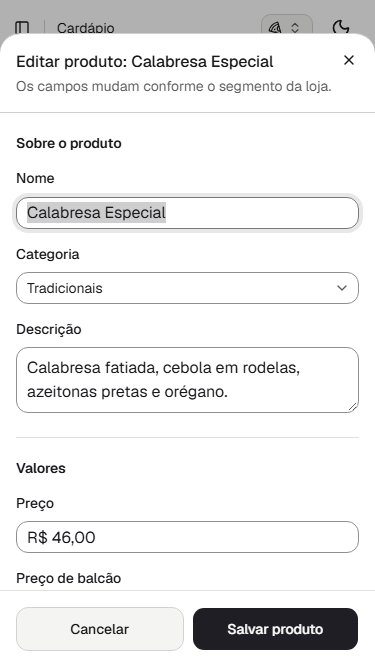 Cardápio
Editar produto: Calabresa Especial
Os campos mudam conforme o segmento da loja.
Sobre o produto
Nome
Calabresa Especial
Categoria
Tradicionais
Descrição
Calabresa fatiada, cebola em rodelas,
azeitonas pretas e orégano.
Valores
Preço
R$ 46,00
Preço de balcão
Cancelar
Salvar produto